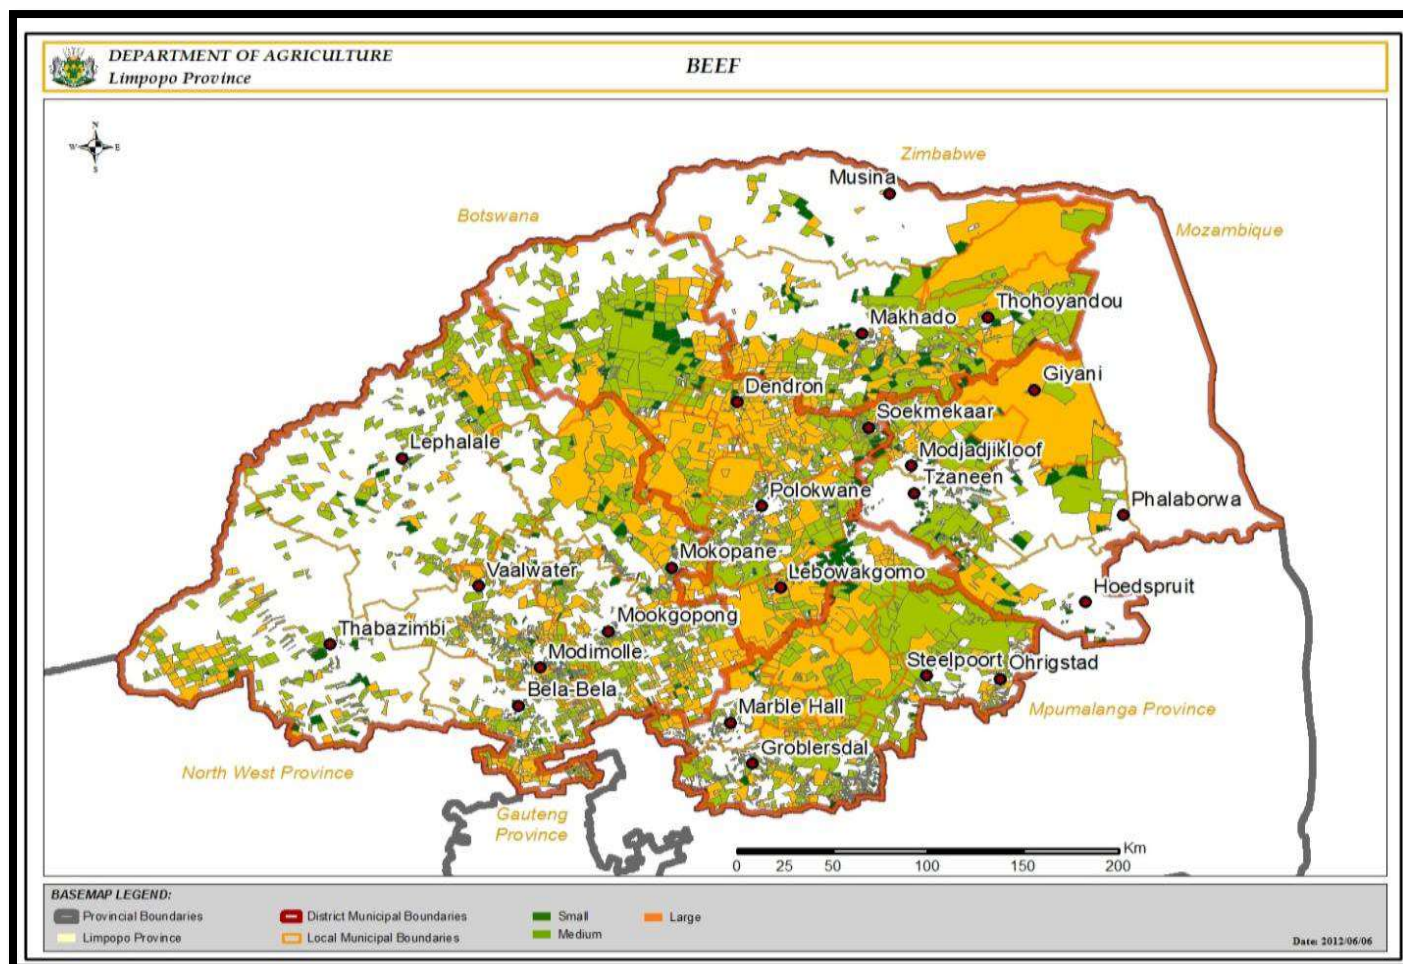 DEPARTMENT OF AGRICULTURE
Limpopo Province
BEEF
N
W E
S
Zimbabwe
Musina
Botswana
Mozambique
Thohoyandou
Makhado
Giyani
Dendron
Soekmekaar
Lephalale
Modjadjikloof
Tzaneen
Polokwane
Phalaborwa
Mokopane
Vaalwater
Lebowakgomo
Hoedspruit
Mookgopong
Thabazimbi
Modimolle
Steelpoort
Ohrigstad
Bela-Bela
Marble Hall
Mpumalanga Province
Groblersdal
North West Province
Gauteng
Province
Km
0 25 50 100 150 200
BASEMAP LEGEND:
Provincial Boundaries
District Municipal Boundaries
Small
Large
Limpopo Province
Local Municipal Boundaries
Medium
Date: 2012/06/06